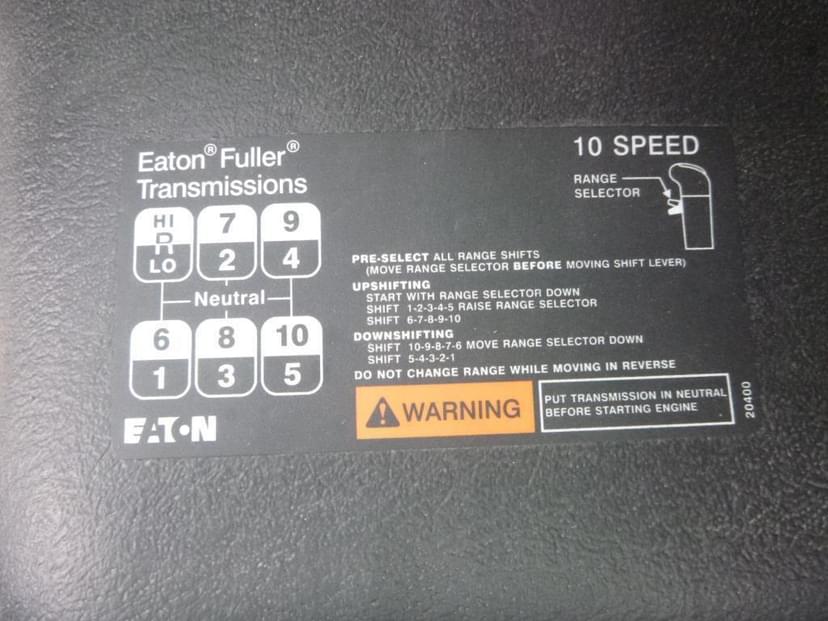 Eaton® Fuller®
Transmissions
10 SPEED
RANGE
SELECTOR
HI 7 9
R
LO 2 4
Neutral
6 8 10
1 3 5
EATON
PRE-SELECT ALL RANGE SHIFTS
(MOVE RANGE SELECTOR BEFORE MOVING SHIFT LEVER)
UPSHIFTING
START WITH RANGE SELECTOR DOWN
SHIFT 1-2-3-4-5 RAISE RANGE SELECTOR
SHIFT 6-7-8-9-10
DOWNSHIFTING
SHIFT 10-9-8-7-6 MOVE RANGE SELECTOR DOWN
SHIFT 5-4-3-2-1
DO NOT CHANGE RANGE WHILE MOVING IN REVERSE
WARNING
PUT TRANSMISSION IN NEUTRAL
BEFORE STARTING ENGINE
20400